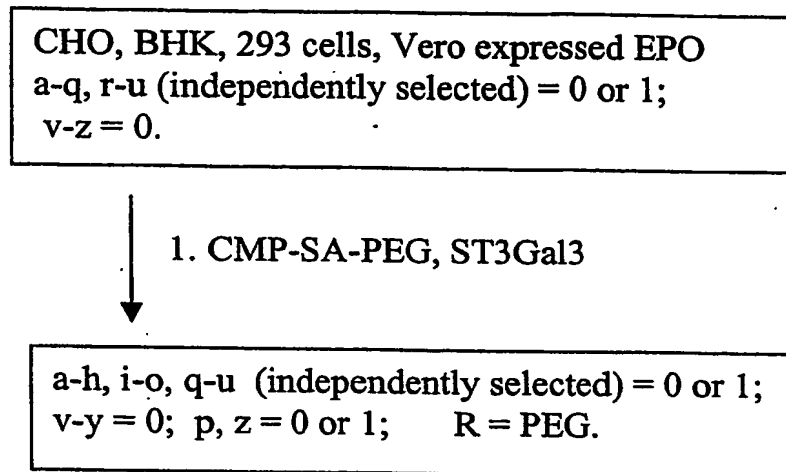 CHO, BHK, 293 cells, Vero expressed EPO
a-q, r-u (independently selected) = 0 or 1;
v-z = 0.
1. CMP-SA-PEG, ST3Gal3
a-h, i-o, q-u (independently selected) = 0 or 1;
v-y = 0; p, z = 0 or 1; R = PEG.